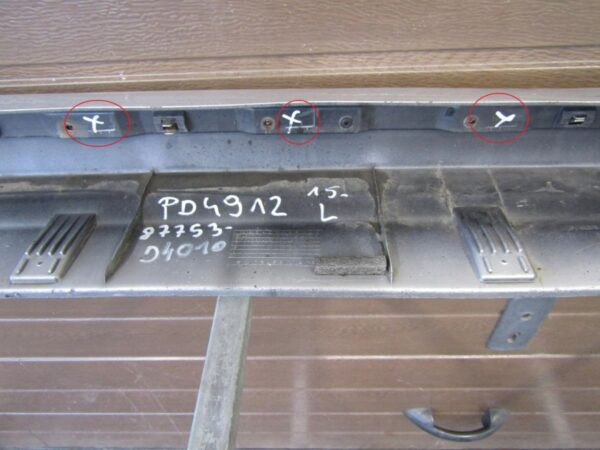 X X X
PD4912 15-
L
87753-
D4010